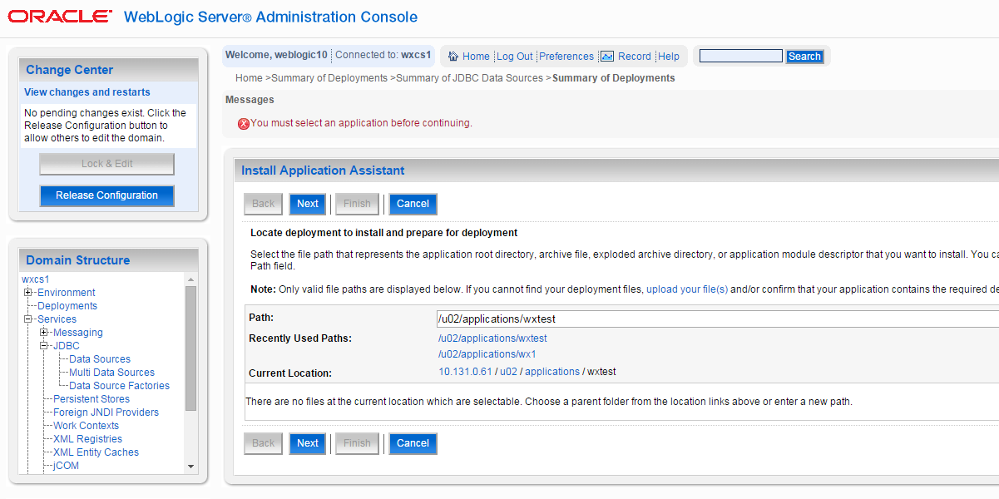 ORACLE WebLogic Server® Administration Console
Change Center
View changes and restarts
No pending changes exist. Click the
Release Configuration button to
allow others to edit the domain.
Lock & Edit
Release Configuration
Domain Structure
wxcs1
Environment
Deployments
Services
Messaging
JDBC
Data Sources
Multi Data Sources
Data Source Factories
Persistent Stores
Foreign JNDI Providers
Work Contexts
XML Registries
XML Entity Caches
jCOM
Welcome, weblogic10 Connected to: wxcs1 Home Log Out Preferences Record Help Search
Home >Summary of Deployments >Summary of JDBC Data Sources >Summary of Deployments
Messages
You must select an application before continuing.
Install Application Assistant
Back Next Finish Cancel
Locate deployment to install and prepare for deployment
Select the file path that represents the application root directory, archive file, exploded archive directory, or application module descriptor that you want to install. You ca
Path field.
Note: Only valid file paths are displayed below. If you cannot find your deployment files, upload your file(s) and/or confirm that your application contains the required de
Path: /u02/applications/wxtest
Recently Used Paths: /u02/applications/wxtest
/u02/applications/wx1
Current Location: 10.131.0.61 / u02 / applications / wxtest
There are no files at the current location which are selectable. Choose a parent folder from the location links above or enter a new path.
Back Next Finish Cancel